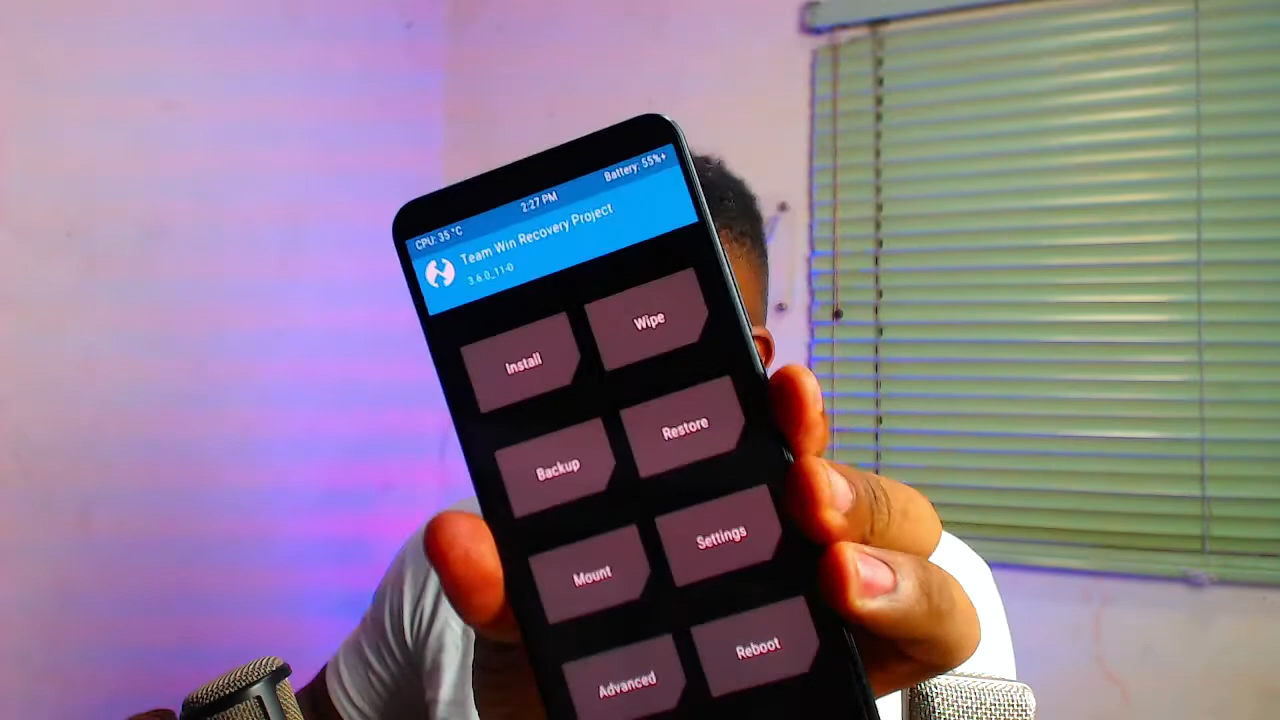 CPU: 35 °C 2:27 PM Battery: 55%+
Team Win Recovery Project
3.6.0_11-0
Install Wipe
Backup Restore
Mount Settings
Advanced Reboot